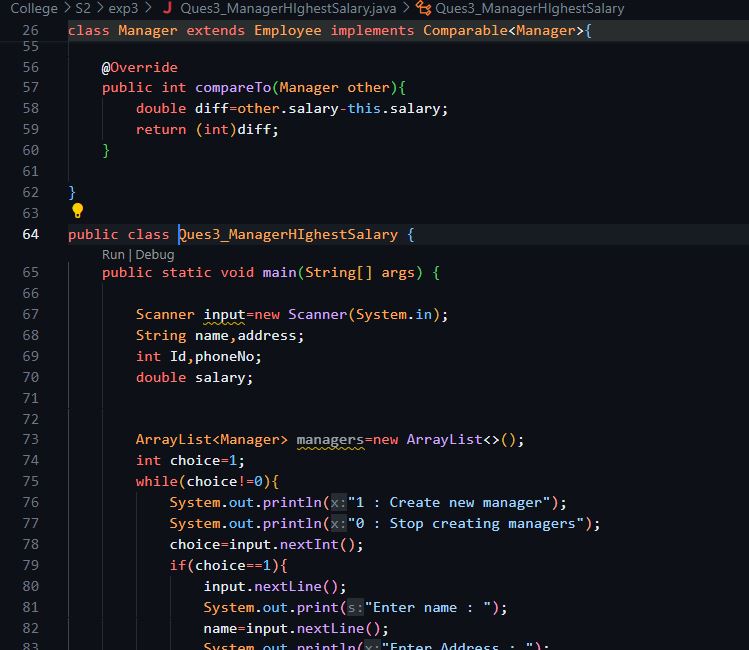 College > S2 > exp3 > J Ques3_ManagerHIghestSalary.java > Ques3_ManagerHIghestSalary
26 class Manager extends Employee implements Comparable<Manager>{
55
56 @Override
57 public int compareTo(Manager other){
58 double diff=other.salary-this.salary;
59 return (int)diff;
60 }
61
62 }
63
64 public class Ques3_ManagerHIghestSalary {
Run | Debug
65 public static void main(String[] args) {
66
67 Scanner input=new Scanner(System.in);
68 String name,address;
69 int Id,phoneNo;
70 double salary;
71
72
73 ArrayList<Manager> managers=new ArrayList<>();
74 int choice=1;
75 while(choice!=0){
76 System.out.println(x:"1 : Create new manager");
77 System.out.println(x:"0 : Stop creating managers");
78 choice=input.nextInt();
79 if(choice==1){
80 input.nextLine();
81 System.out.print(s:"Enter name : ");
82 name=input.nextLine();
83 System.out.println(x:"Enter Address : ");